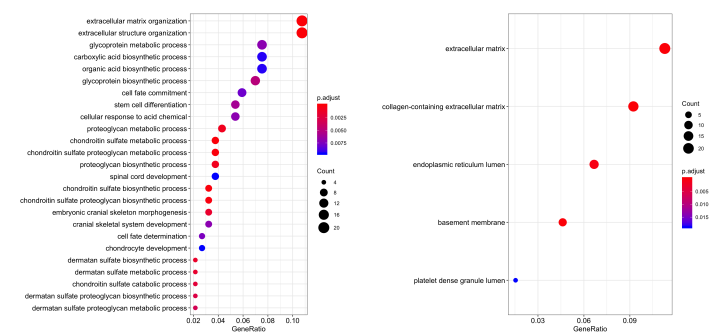 extracellular matrix organization
extracellular structure organization
glycoprotein metabolic process
carboxylic acid biosynthetic process
organic acid biosynthetic process
glycoprotein biosynthetic process
cell fate commitment
stem cell differentiation
cellular response to acid chemical
proteoglycan metabolic process
chondroitin sulfate metabolic process
chondroitin sulfate proteoglycan metabolic process
proteoglycan biosynthetic process
spinal cord development
chondroitin sulfate biosynthetic process
chondroitin sulfate proteoglycan biosynthetic process
embryonic cranial skeleton morphogenesis
cranial skeletal system development
cell fate determination
chondrocyte development
dermatan sulfate biosynthetic process
dermatan sulfate metabolic process
chondroitin sulfate catabolic process
dermatan sulfate proteoglycan biosynthetic process
dermatan sulfate proteoglycan metabolic process
0.02 0.04 0.06 0.08 0.10
GeneRatio
p.adjust
0.0025
0.0050
0.0075
Count
4
8
12
16
20
extracellular matrix
collagen-containing extracellular matrix
endoplasmic reticulum lumen
basement membrane
platelet dense granule lumen
0.03 0.06 0.09
GeneRatio
Count
5
10
15
20
p.adjust
0.005
0.010
0.015